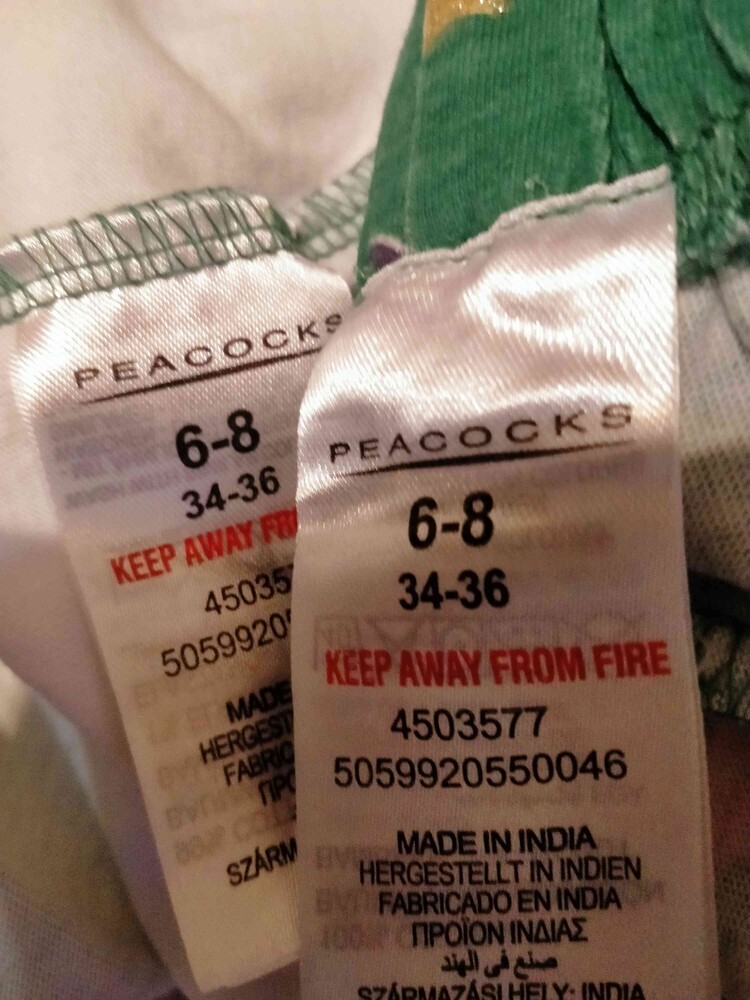 PEACOCKS
6-8
34-36
KEEP AWAY FR
45035
5059920
MADE
HERGEST
FABRIC
ΠΡΟ
SZÁRM
PEACOCKS
6-8
34-36
KEEP AWAY FROM FIRE
4503577
5059920550046
MADE IN INDIA
HERGESTELLT IN INDIEN
FABRICADO EN INDIA
ΠΡΟΪΟΝ ΙΝΔΙΑΣ
صنع في الهند
SZÁRMAZÁSI HELY: INDIA